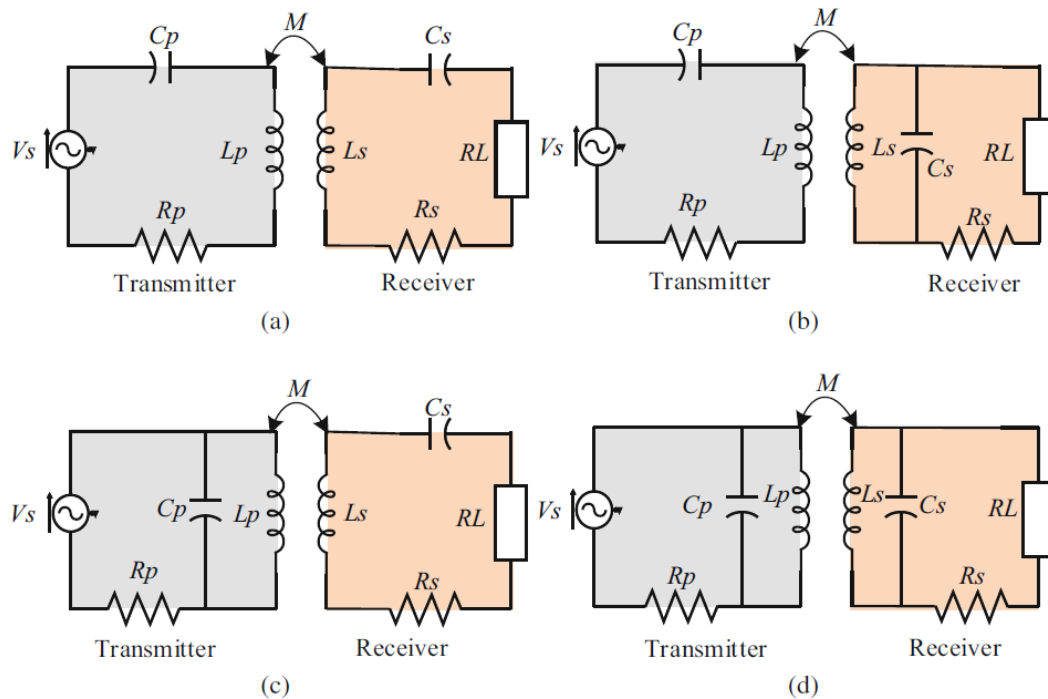 M
Cp
Cs
Vs
Lp
Ls
RL
Rp
Rs
Transmitter
Receiver
(a)
M
Cp
Vs
Lp
Ls
Cs
RL
Rp
Rs
Transmitter
Receiver
(b)
M
Cs
Vs
Cp
Lp
Ls
RL
Rp
Rs
Transmitter
Receiver
(c)
M
Vs
Cp
Lp
Ls
Cs
RL
Rp
Rs
Transmitter
Receiver
(d)